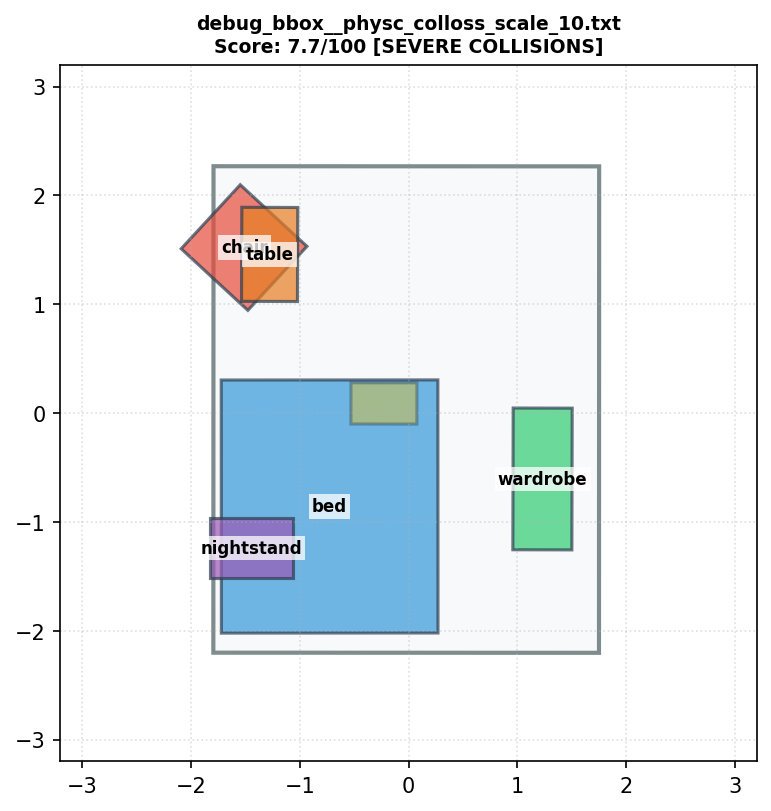 debug_bbox__physc_colloss_scale_10.txt
Score: 7.7/100 [SEVERE COLLISIONS]
3
2
chair
table
1
0
wardrobe
bed
−1
nightstand
−2
−3
−3 −2 −1 0 1 2 3